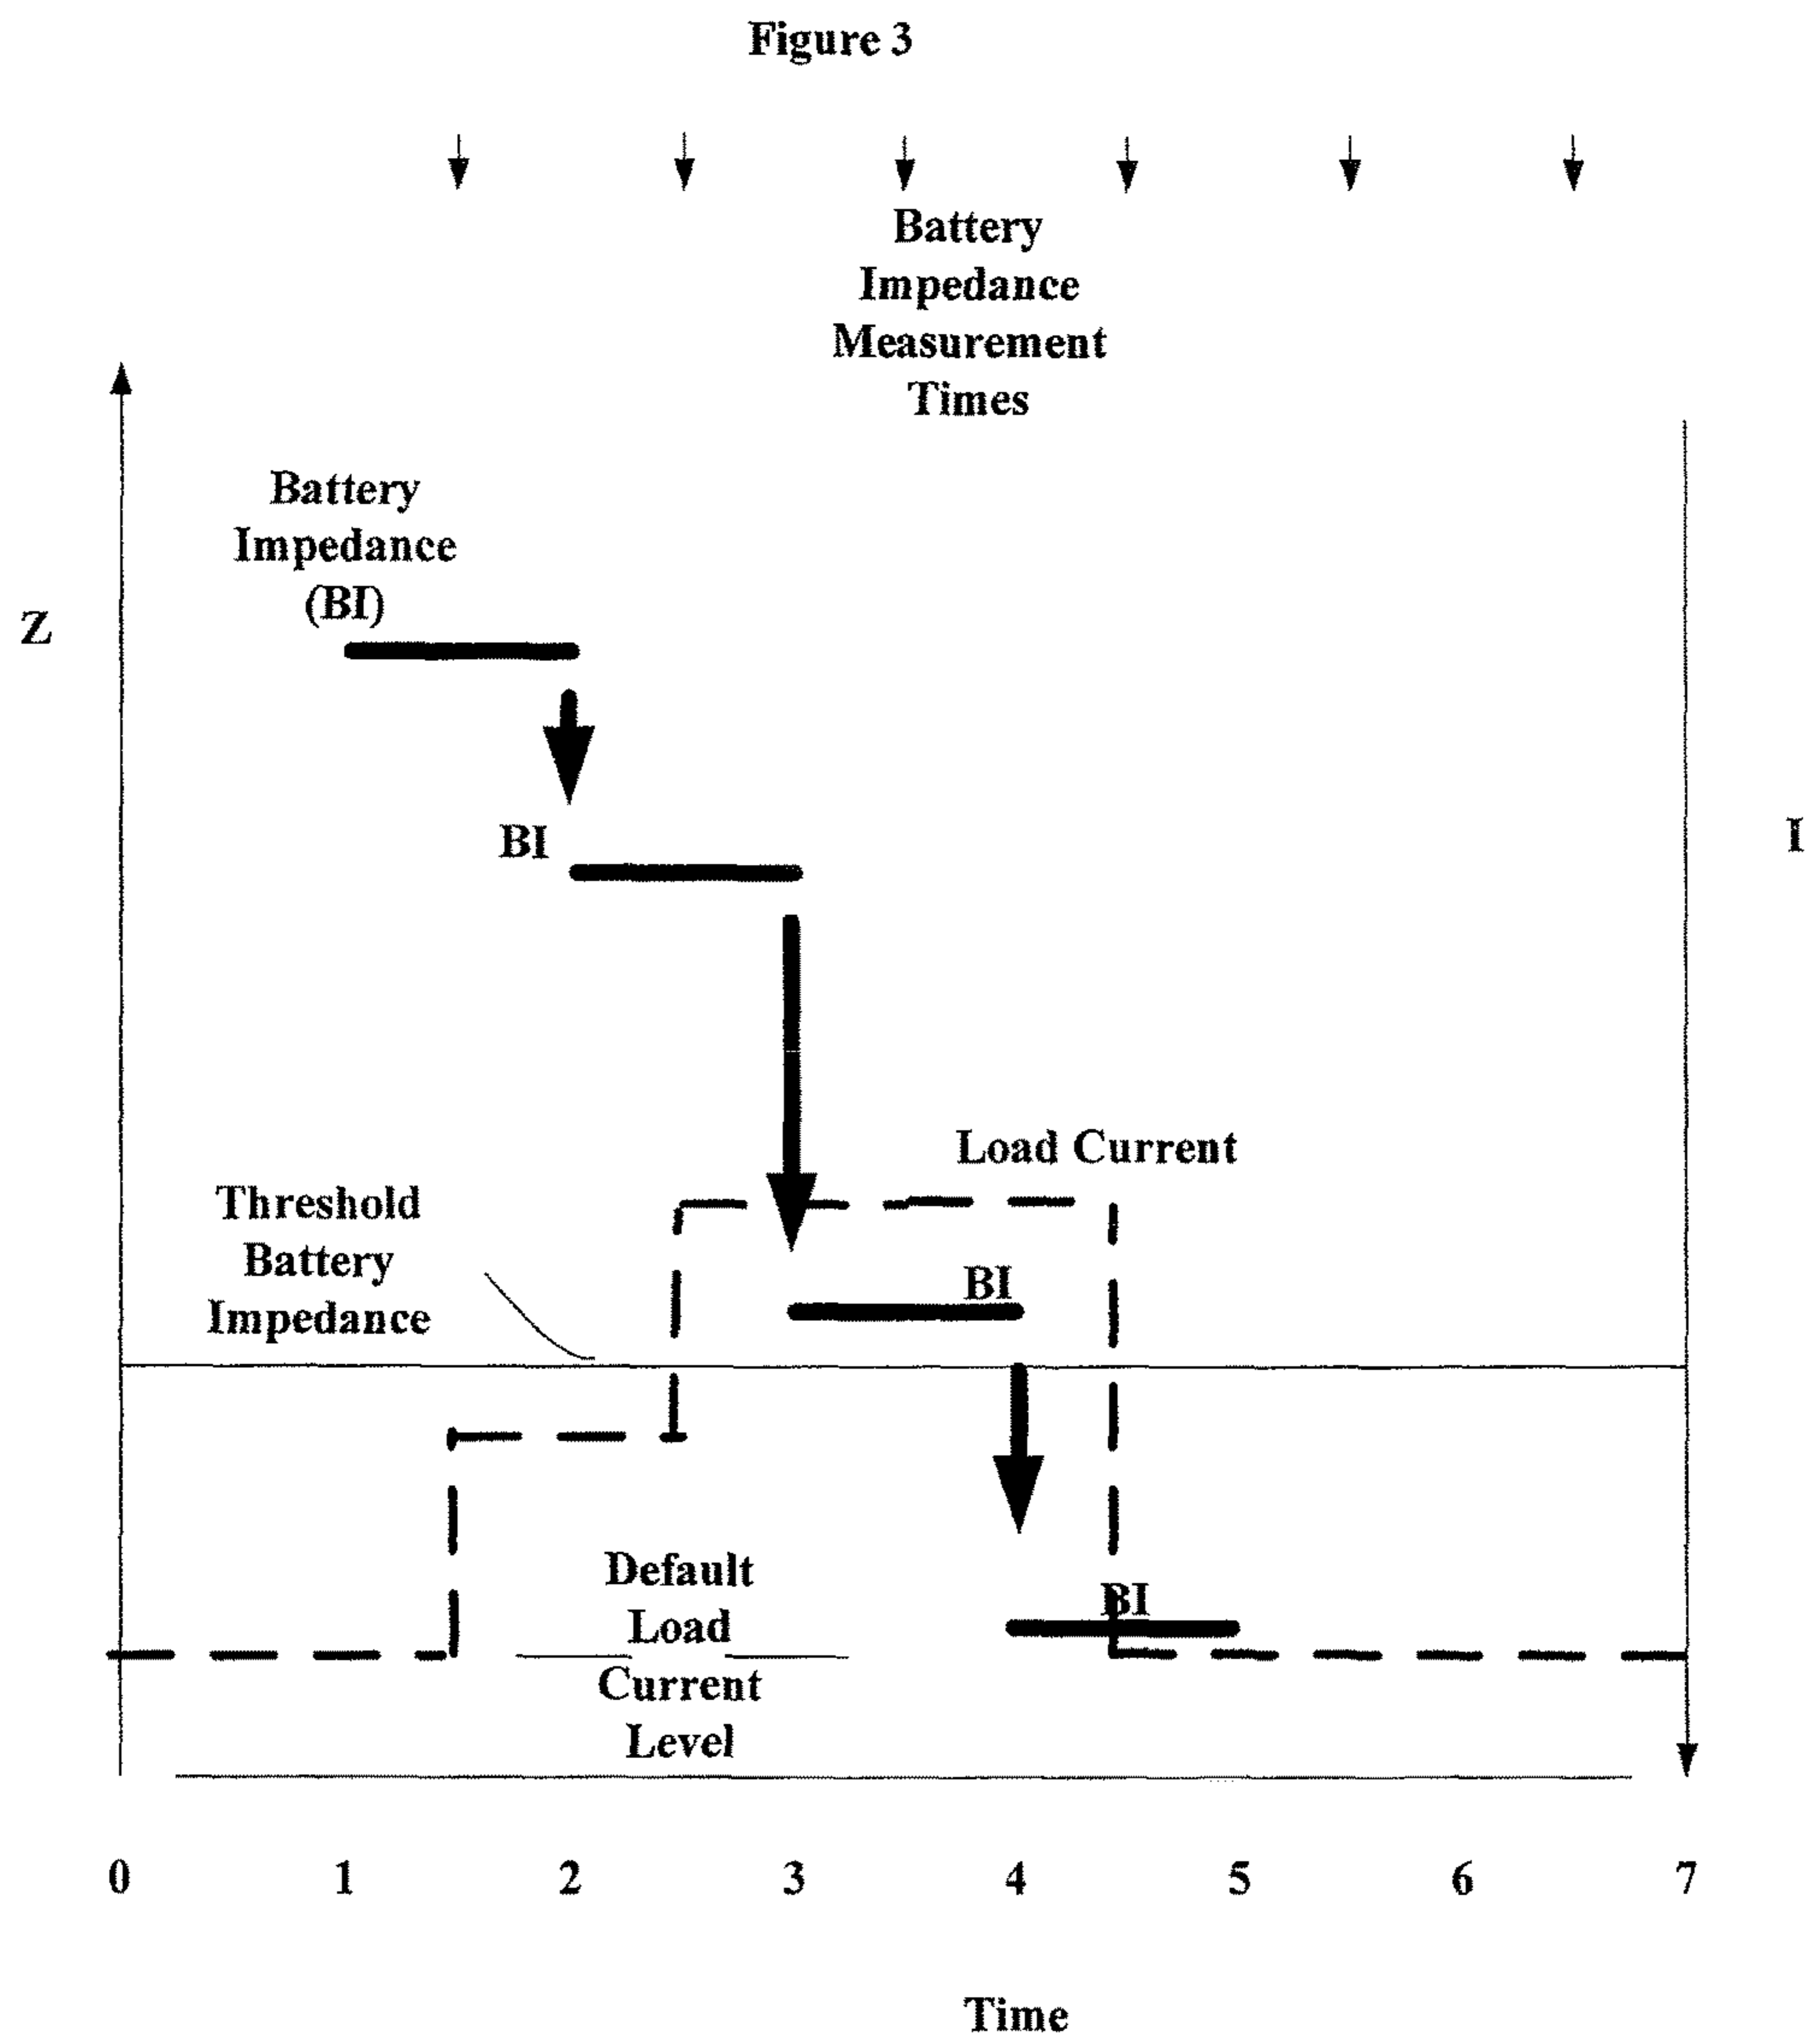 Figure 3
Battery
Impedance
Measurement
Times
Battery
Impedance
(BI)
Z
BI
I
Load Current
Threshold
Battery
Impedance
BI
Default
Load
Current
Level
BI
0 1 2 3 4 5 6 7
Time